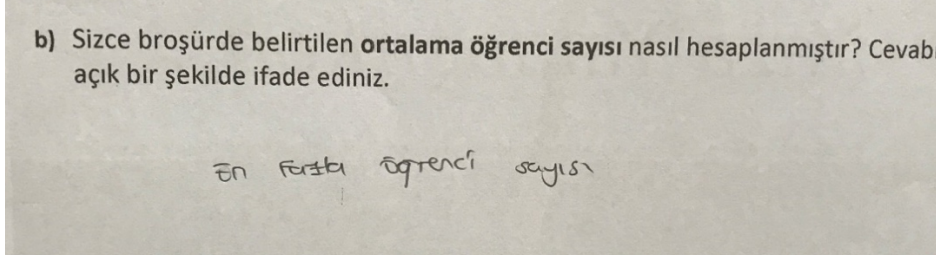 b) Sizce broşürde belirtilen ortalama öğrenci sayısı nasıl hesaplanmıştır? Cevab
açık bir şekilde ifade ediniz.
En fazla öğrenci sayısı